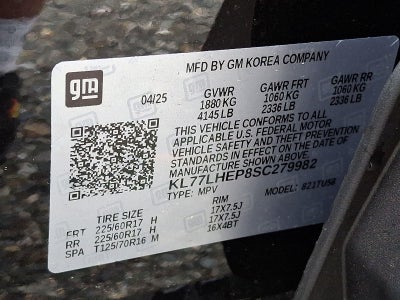 gm
MFD BY GM KOREA COMPANY
04/25
GVWR GAWR FRT GAWR RR
1880 KG 1060 KG 1060 KG
4145 LB 2336 LB 2336 LB
THIS VEHICLE CONFORMS TO ALL
APPLICABLE U.S. FEDERAL MOTOR
VEHICLE SAFETY AND THEFT PREVENTION
STANDARDS IN EFFECT ON THE DATE OF
MANUFACTURE SHOWN ABOVE.
KL77LHEP8SC279982
TYPE: MPV MODEL: 821TU56
TIRE SIZE RIM
FRT 225/60R17 H 17X7.5J
RR 225/60R17 H 17X7.5J
SPA T125/70R16 M 16X4BT